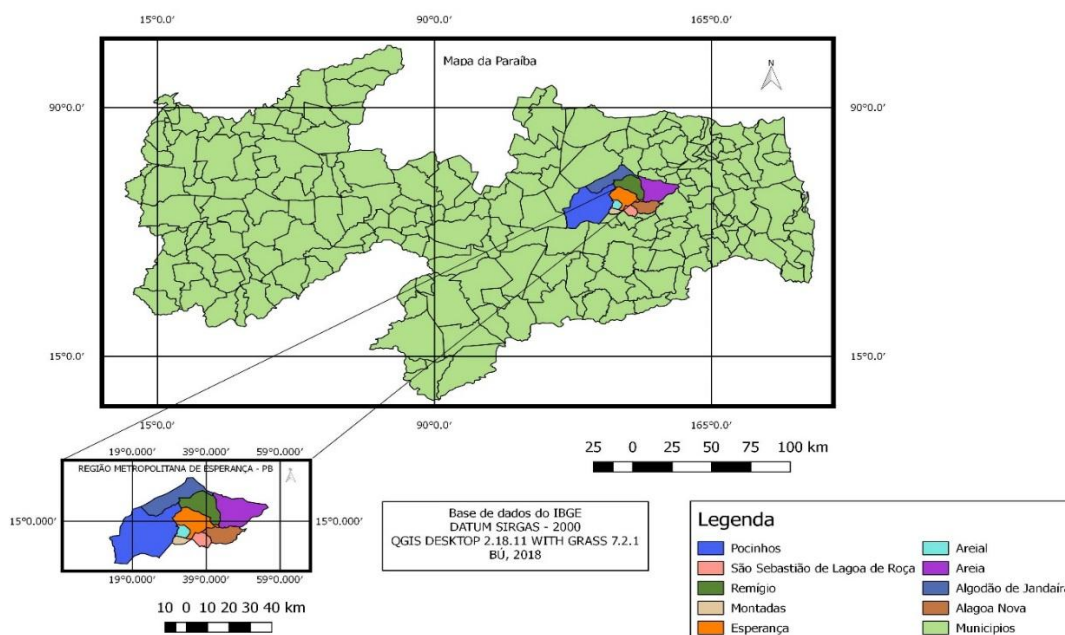 15°0.0' 90°0.0' 165°0.0'
Mapa da Paraíba
N
90°0.0' 90°0.0'
15°0.0' 15°0.0'
15°0.0' 90°0.0' 165°0.0'
25 0 25 50 75 100 km
19°0.000' 39°0.000' 59°0.000'
REGIÃO METROPOLITANA DE ESPERANÇA - PB
15°0.000' 15°0.000'
19°0.000' 39°0.000' 59°0.000'
10 0 10 20 30 40 km
Base de dados do IBGE
DATUM SIRGAS - 2000
QGIS DESKTOP 2.18.11 WITH GRASS 7.2.1
BÚ, 2018
Legenda
Pocinhos
São Sebastião de Lagoa de Roça
Remígio
Montadas
Esperança
Areial
Areia
Algodão de Jandaíra
Alagoa Nova
Municipios